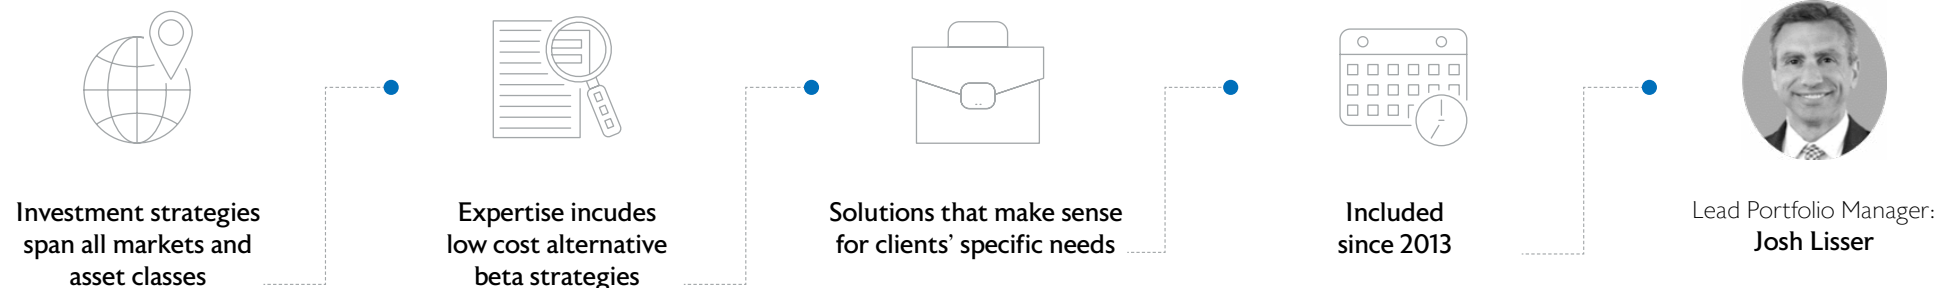 Investment strategies
span all markets and
asset classes
Expertise incudes
low cost alternative
beta strategies
Solutions that make sense
for clients’ specific needs
Included
since 2013
Lead Portfolio Manager:
Josh Lisser